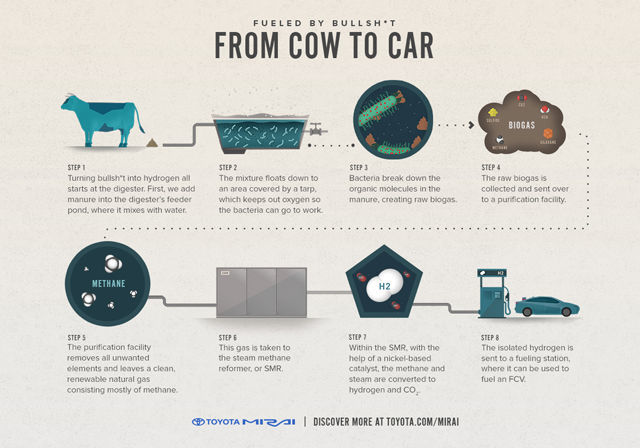 FUELED BY BULLSH*T
FROM COW TO CAR
STEP 1
Turning bullsh*t into hydrogen all
starts at the digester. First, we add
manure into the digester's feeder
pond, where it mixes with water.
STEP 2
The mixture floats down to
an area covered by a tarp,
which keeps out oxygen so
the bacteria can go to work.
STEP 3
Bacteria break down the
organic molecules in the
manure, creating raw biogas.
SULFIDE
CO2
H2O
BIOGAS
METHANE
SILOXANE
STEP 4
The raw biogas is
collected and sent over
to a purification facility.
METHANE
STEP 5
The purification facility
removes all unwanted
elements and leaves a clean,
renewable natural gas
consisting mostly of methane.
STEP 6
This gas is taken to
the steam methane
reformer, or SMR.
H2
STEP 7
Within the SMR, with the
help of a nickel-based
catalyst, the methane and
steam are converted to
hydrogen and CO₂.
H2
STEP 8
The isolated hydrogen is
sent to a fueling station,
where it can be used to
fuel an FCV.
TOYOTA MIRAI | DISCOVER MORE AT TOYOTA.COM/MIRAI